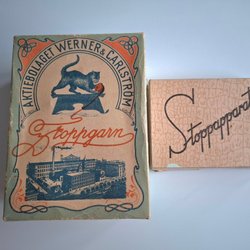 AKTIEBOLAGET WERNER & CARLSTRÖM
Stoppgarn
Stoppapparat